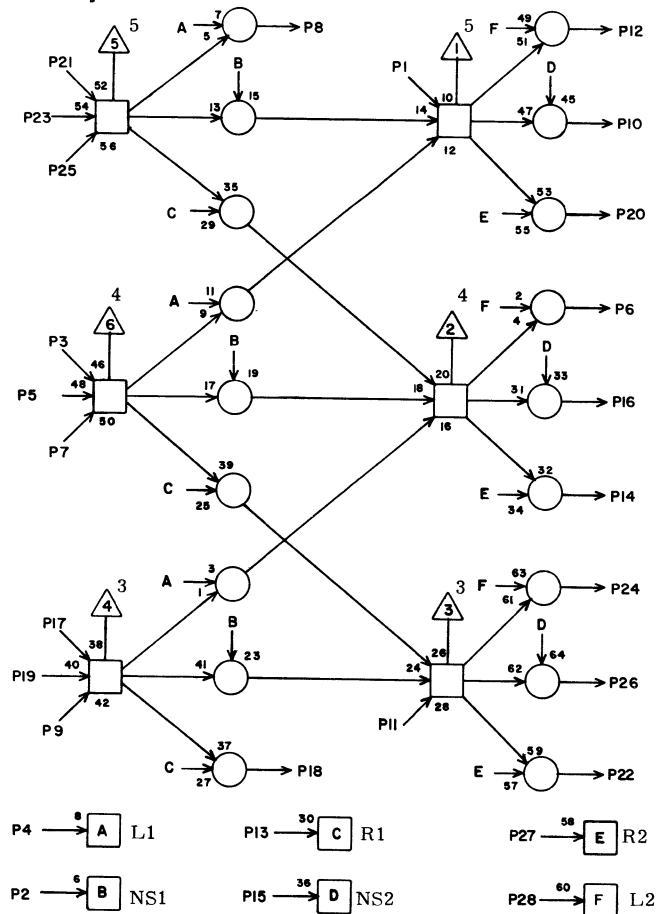 5 A 7 5 P8 5 F 49 51 P12
P21 5 52 B 1 D
P23 54 13 15 P1 10 14 47 45 P10
56 12
P25 35 53
C 29 E 55 P20
4 A 11 9 4 F 2 4 P6
P3 6 B 2 D
46 20 33
P5 48 17 19 18 31 P16
50 16
P7 39 32
C 25 E 34 P14
3 A 3 1 3 F 63 61 P24
P17 4 B 3 D
38 26 64
P19 40 41 23 24 62 P26
42 28
P9 37 P11 59
C 27 P18 E 57 P22
P4 8 A L1 P13 30 C R1 P27 58 E R2
P2 6 B NS1 P15 36 D NS2 P28 60 F L2